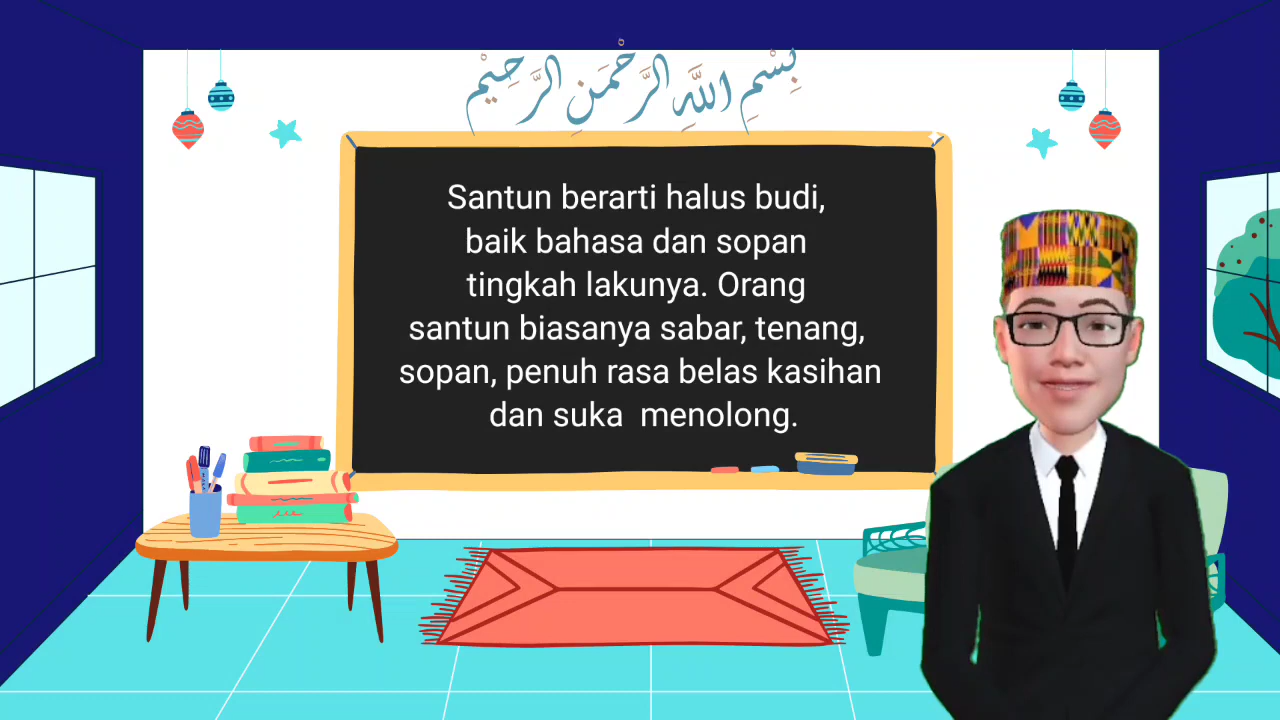 بِسْمِ اللَّهِ الرَّحْمَنِ الرَّحِيْمِ
Santun berarti halus budi,
baik bahasa dan sopan
tingkah lakunya. Orang
santun biasanya sabar, tenang,
sopan, penuh rasa belas kasihan
dan suka menolong.